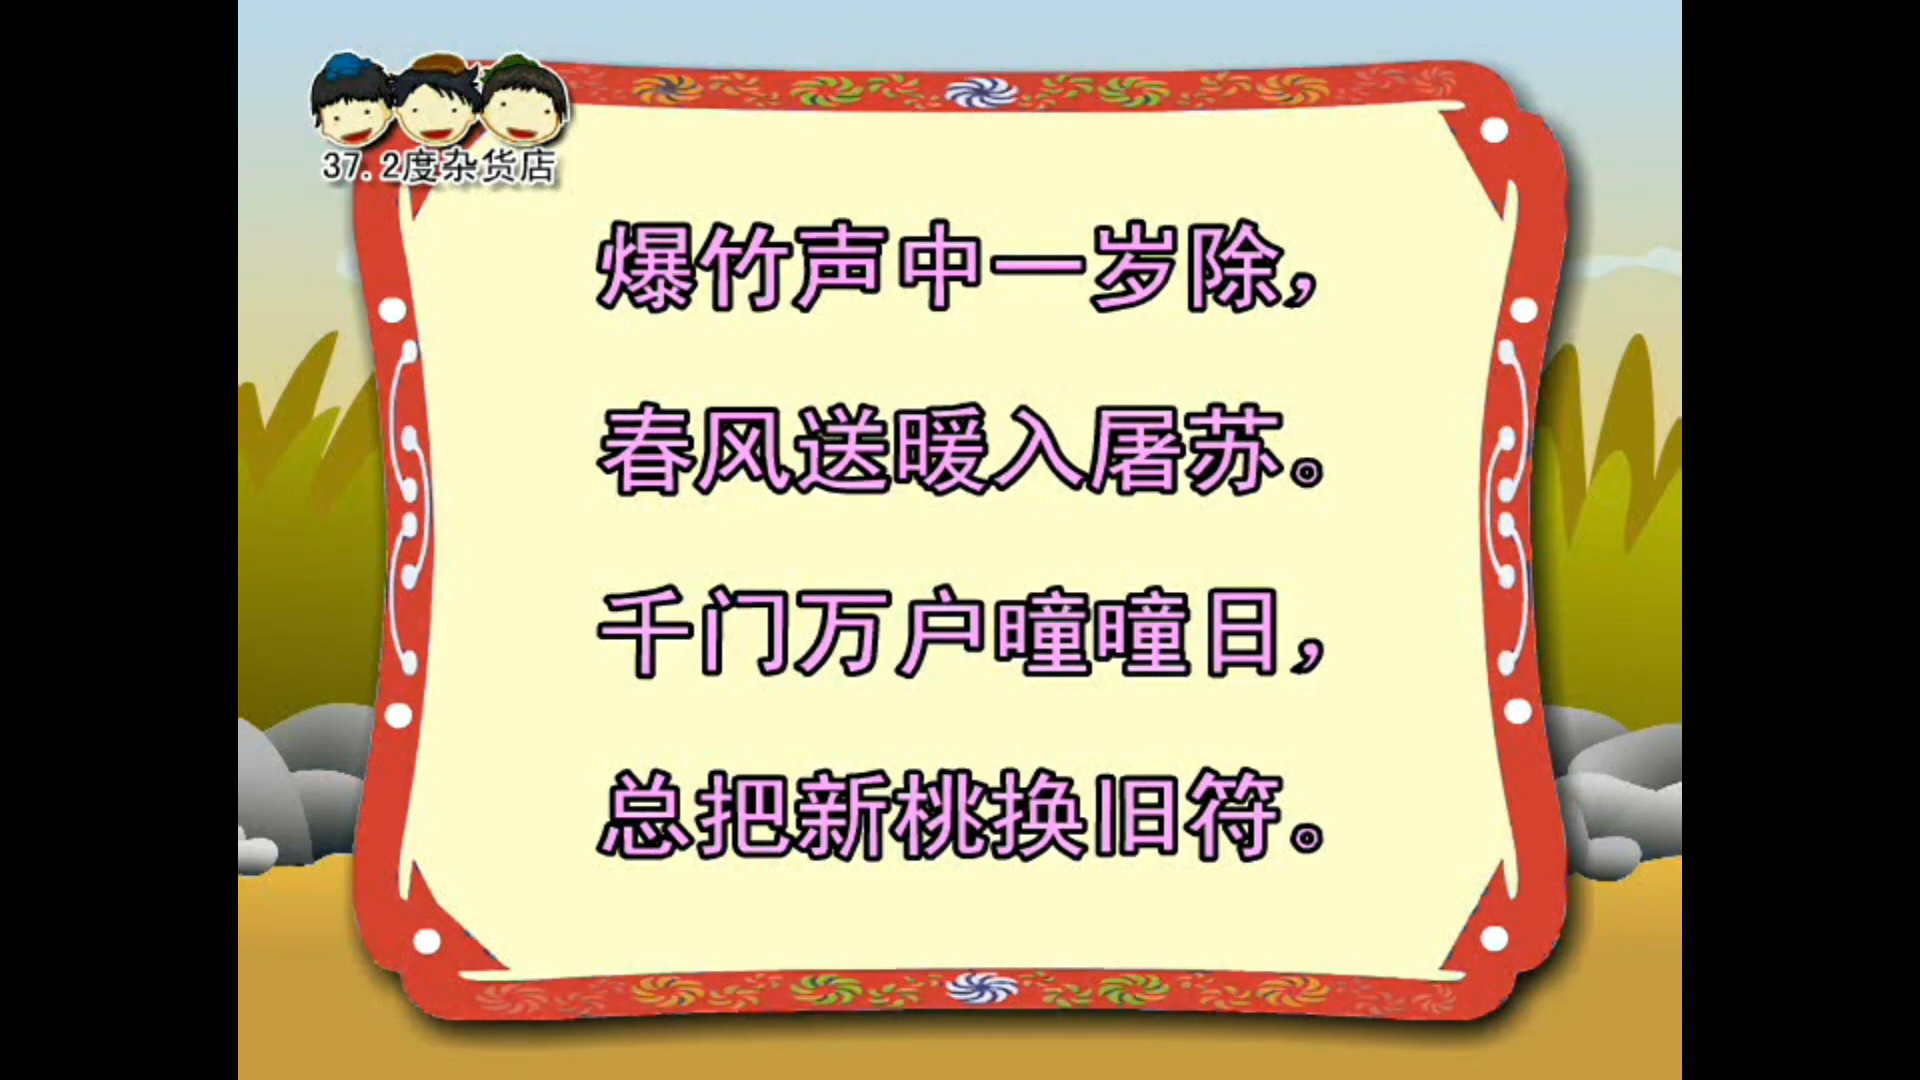 37.2度杂货店
爆竹声中一岁除，
春风送暖入屠苏。
千门万户曈曈日，
总把新桃换旧符。